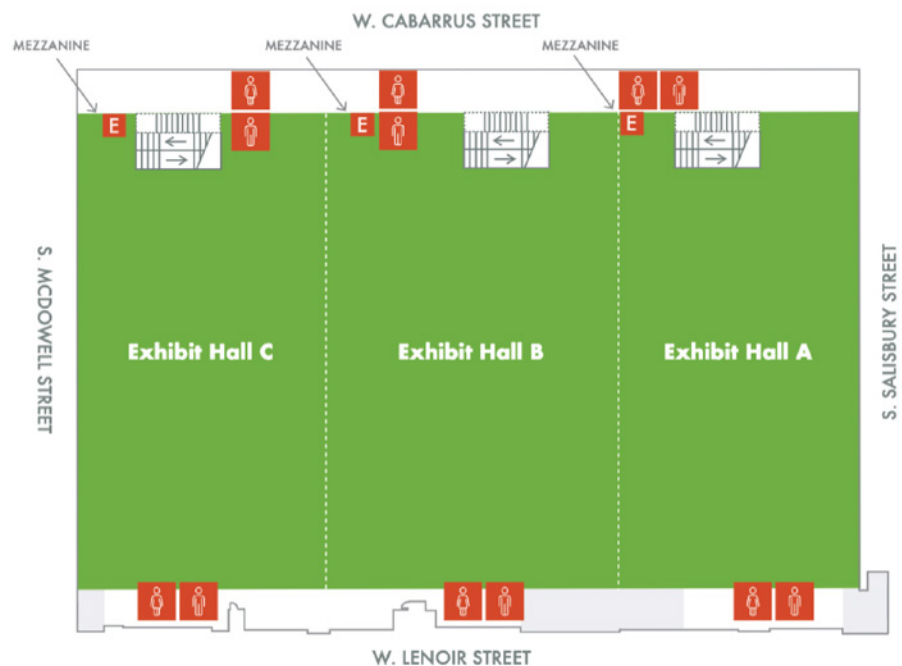 W. CABARRUS STREET
MEZZANINE
MEZZANINE
MEZZANINE
E
E
E
S. MCDOWELL STREET
Exhibit Hall C
Exhibit Hall B
Exhibit Hall A
S. SALISBURY STREET
W. LENOIR STREET